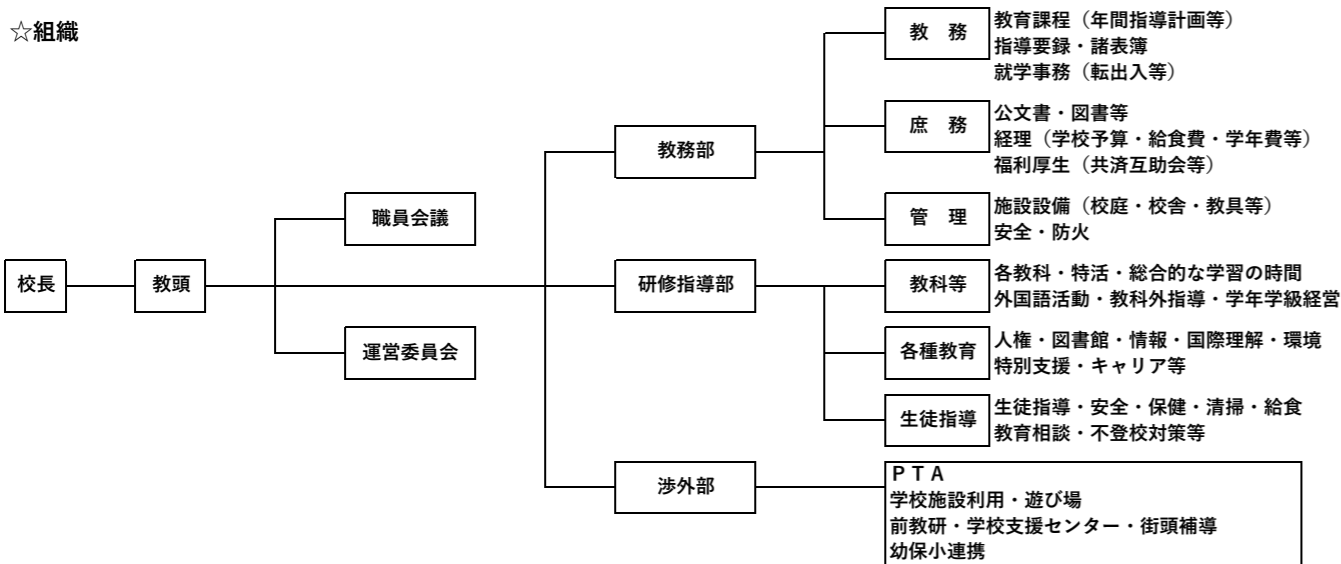 ☆組織
校長
教頭
職員会議
運営委員会
教務部
教　務
教育課程（年間指導計画等）
指導要録・諸表簿
就学事務（転出入等）
庶　務
公文書・図書等
経理（学校予算・給食費・学年費等）
福利厚生（共済互助会等）
管　理
施設設備（校庭・校舎・教具等）
安全・防火
研修指導部
教科等
各教科・特活・総合的な学習の時間
外国語活動・教科外指導・学年学級経営
各種教育
人権・図書館・情報・国際理解・環境
特別支援・キャリア等
生徒指導
生徒指導・安全・保健・清掃・給食
教育相談・不登校対策等
渉外部
ＰＴＡ
学校施設利用・遊び場
前教研・学校支援センター・街頭補導
幼保小連携